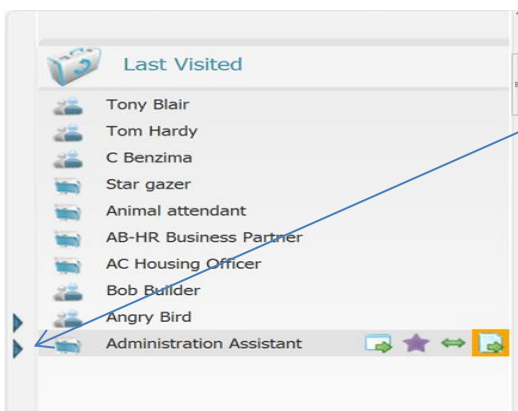 Last Visited
Tony Blair
Tom Hardy
C Benzima
Star gazer
Animal attendant
AB-HR Business Partner
AC Housing Officer
Bob Builder
Angry Bird
Administration Assistant